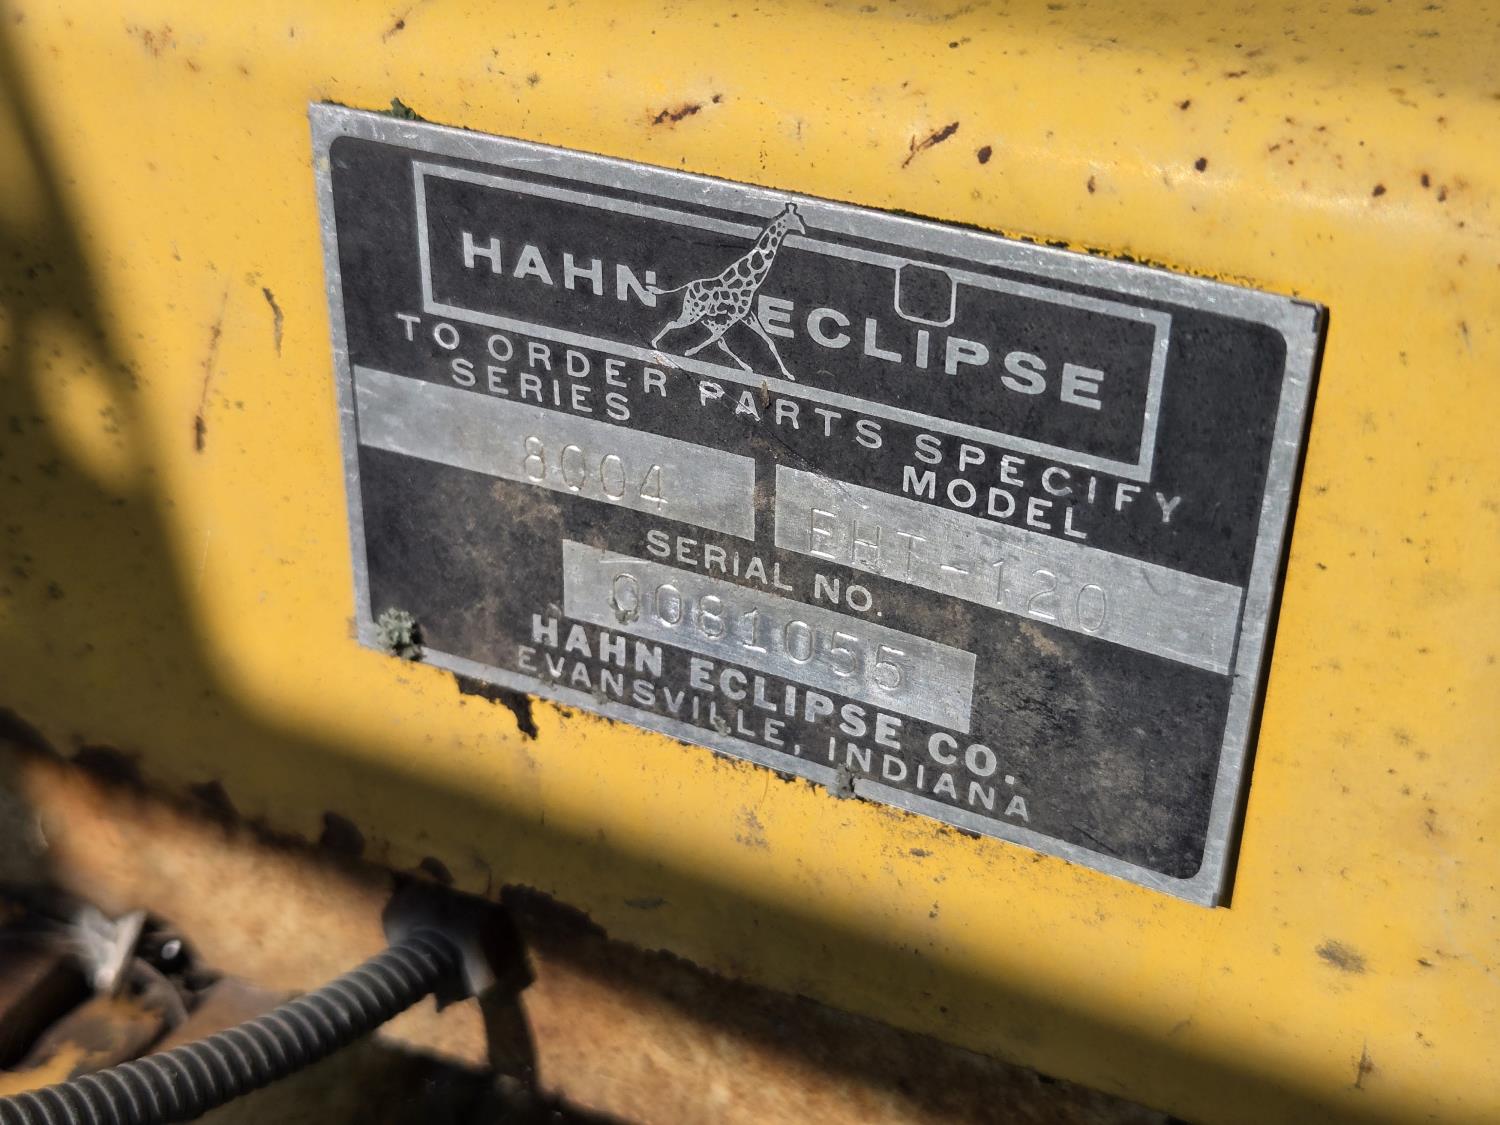 HAHN ECLIPSE
TO ORDER PARTS SPECIFY
SERIES MODEL
8004 EHT-120
SERIAL NO.
0081055
HAHN ECLIPSE CO.
EVANSVILLE, INDIANA